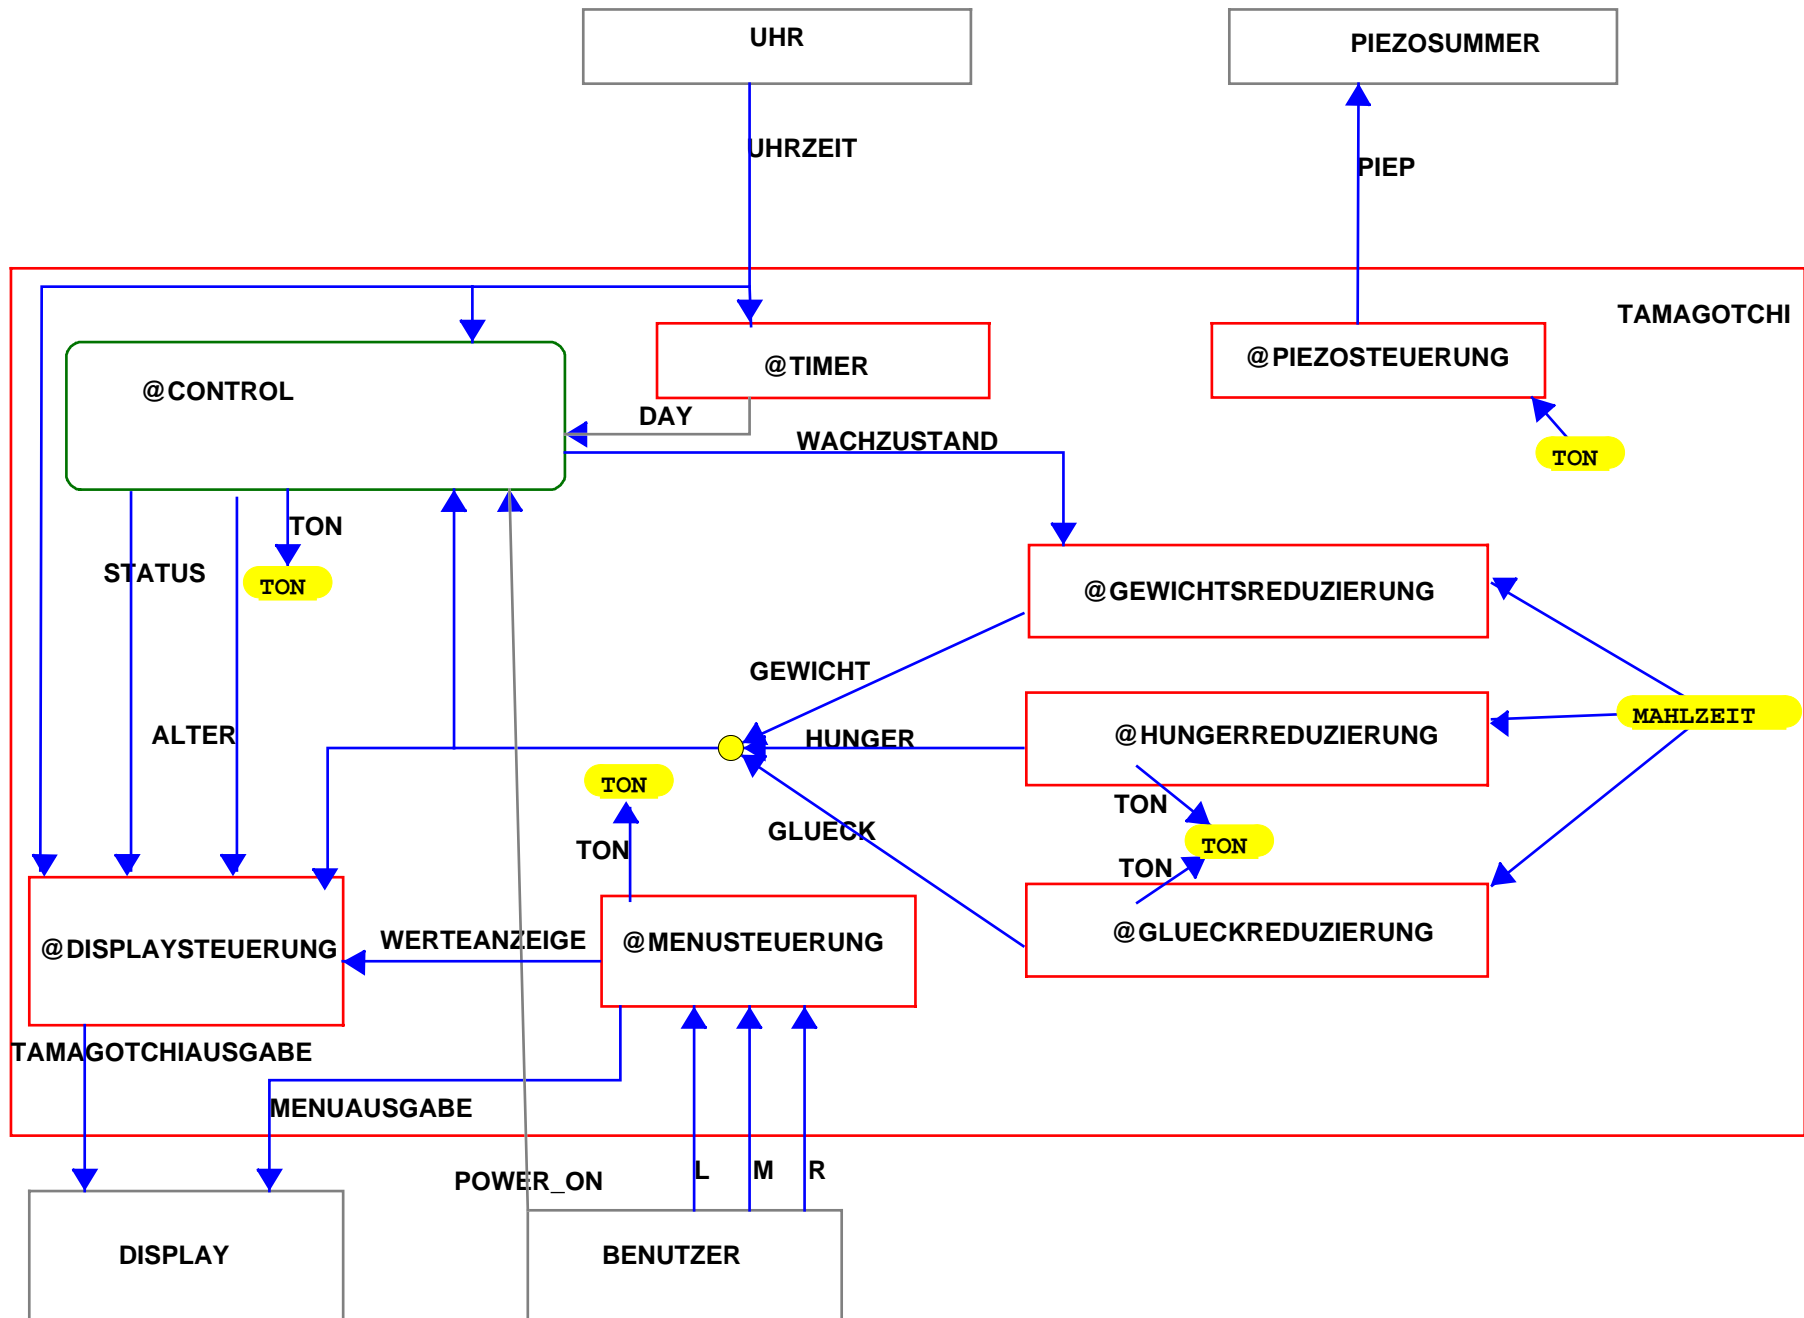 UHR
PIEZOSUMMER
UHRZEIT
PIEP
TAMAGOTCHI
@CONTROL
@TIMER
@PIEZOSTEUERUNG
DAY
WACHZUSTAND
TON
TON
STATUS
TON
@GEWICHTSREDUZIERUNG
GEWICHT
MAHLZEIT
ALTER
HUNGER
@HUNGERREDUZIERUNG
TON
TON
GLUECK
TON
TON
TON
@DISPLAYSTEUERUNG
WERTEANZEIGE
@MENUSTEUERUNG
@GLUECKREDUZIERUNG
TAMAGOTCHIAUSGABE
MENUAUSGABE
POWER_ON
L
M
R
DISPLAY
BENUTZER